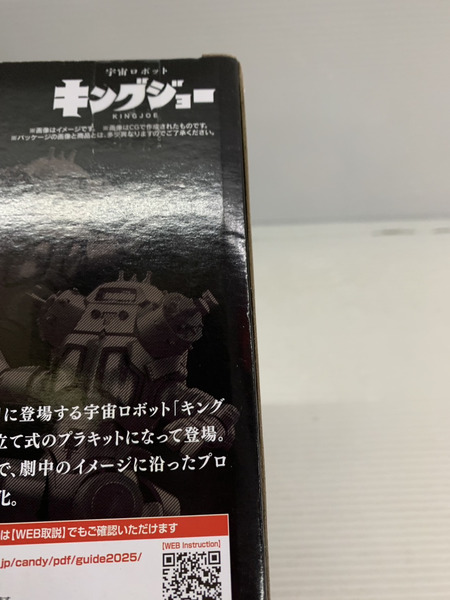 宇宙ロボット
キングジョー
KINGJOE
※画像はイメージです。 ※画像はCGで作成されたものです。
※パッケージの画像と商品とは、多少異なりますのでご了承ください。
に登場する宇宙ロボット「キング
立て式のプラキットになって登場。
で、劇中のイメージに沿ったプロ
化。
は【WEB取説】でもご確認いただけます
.jp/candy/pdf/guide2025/
[WEB Instruction]